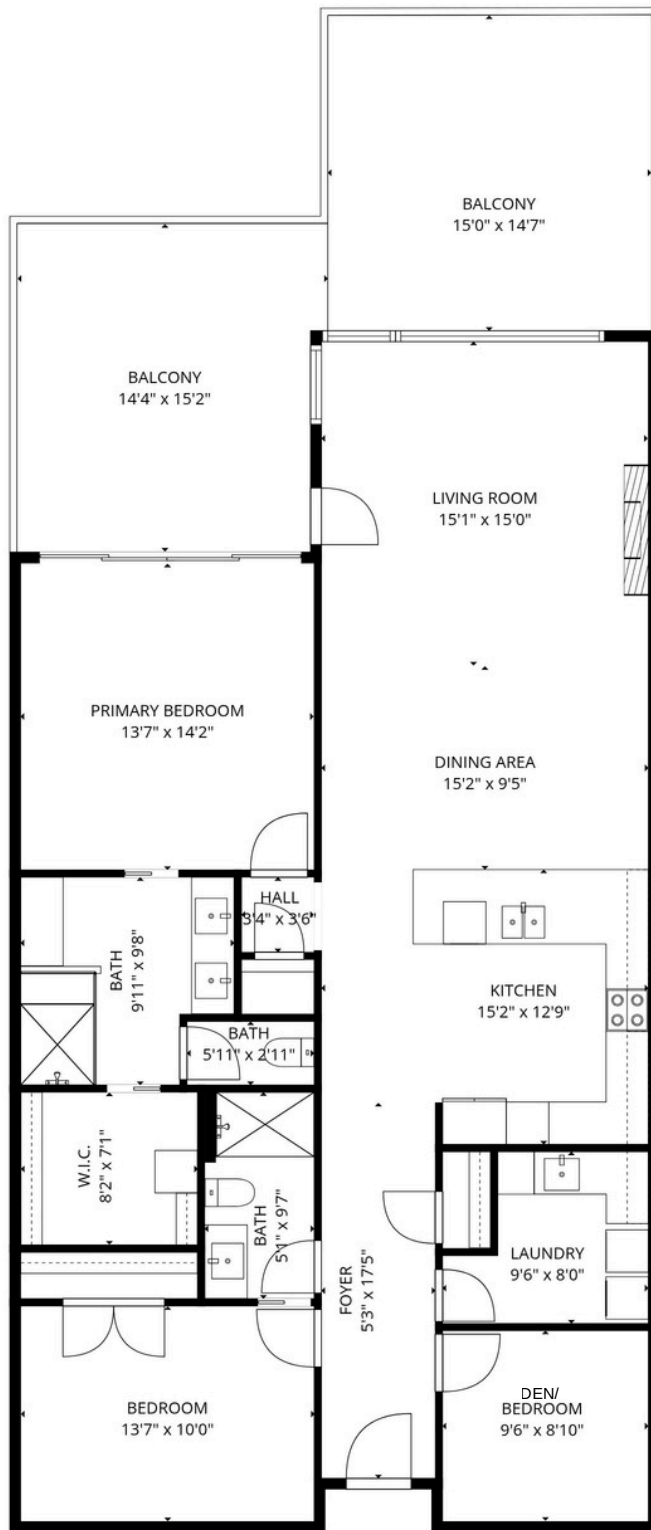 BALCONY
15'0" x 14'7"
BALCONY
14'4" x 15'2"
LIVING ROOM
15'1" x 15'0"
PRIMARY BEDROOM
13'7" x 14'2"
DINING AREA
15'2" x 9'5"
HALL
3'4" x 3'6"
BATH
9'11" x 9'8"
KITCHEN
15'2" x 12'9"
BATH
5'11" x 2'11"
W.I.C.
8'2" x 7'1"
BATH
5'1" x 9'7"
LAUNDRY
9'6" x 8'0"
FOYER
5'3" x 17'5"
BEDROOM
13'7" x 10'0"
DEN/
BEDROOM
9'6" x 8'10"